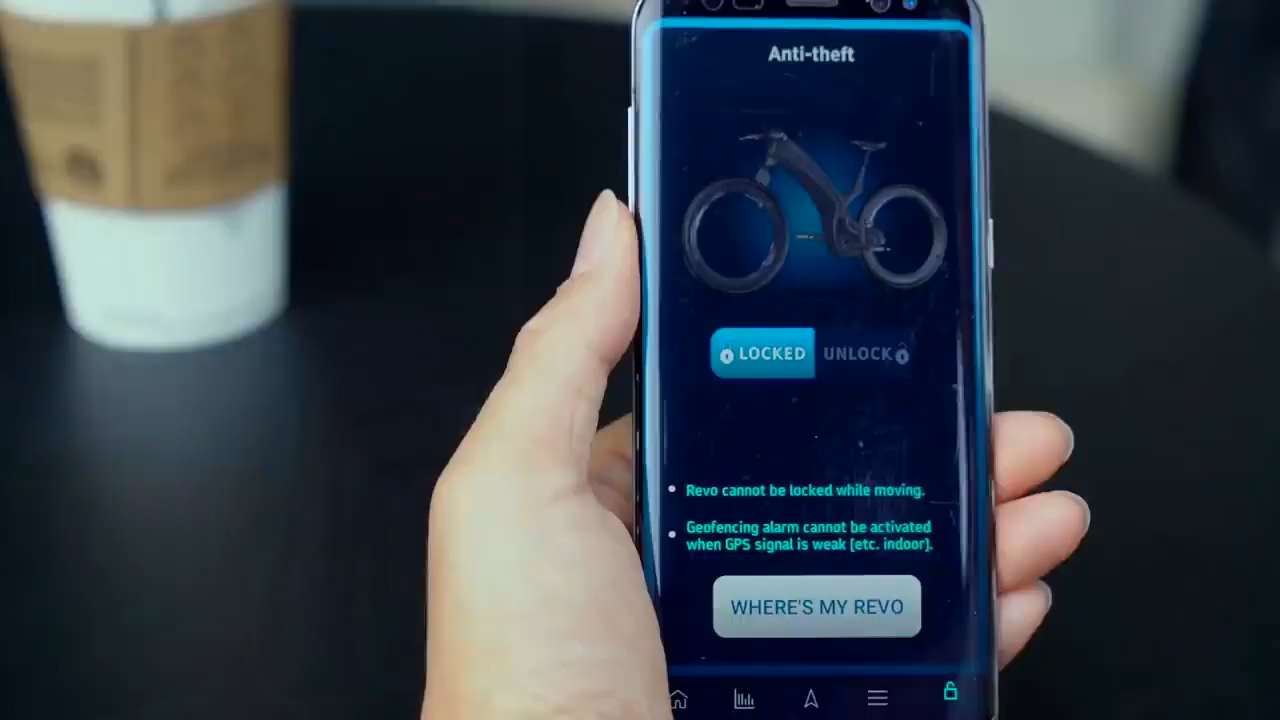 Anti-theft
LOCKED UNLOCK
Revo cannot be locked while moving.
Geofencing alarm cannot be activated
when GPS signal is weak (etc. indoor).
WHERE'S MY REVO